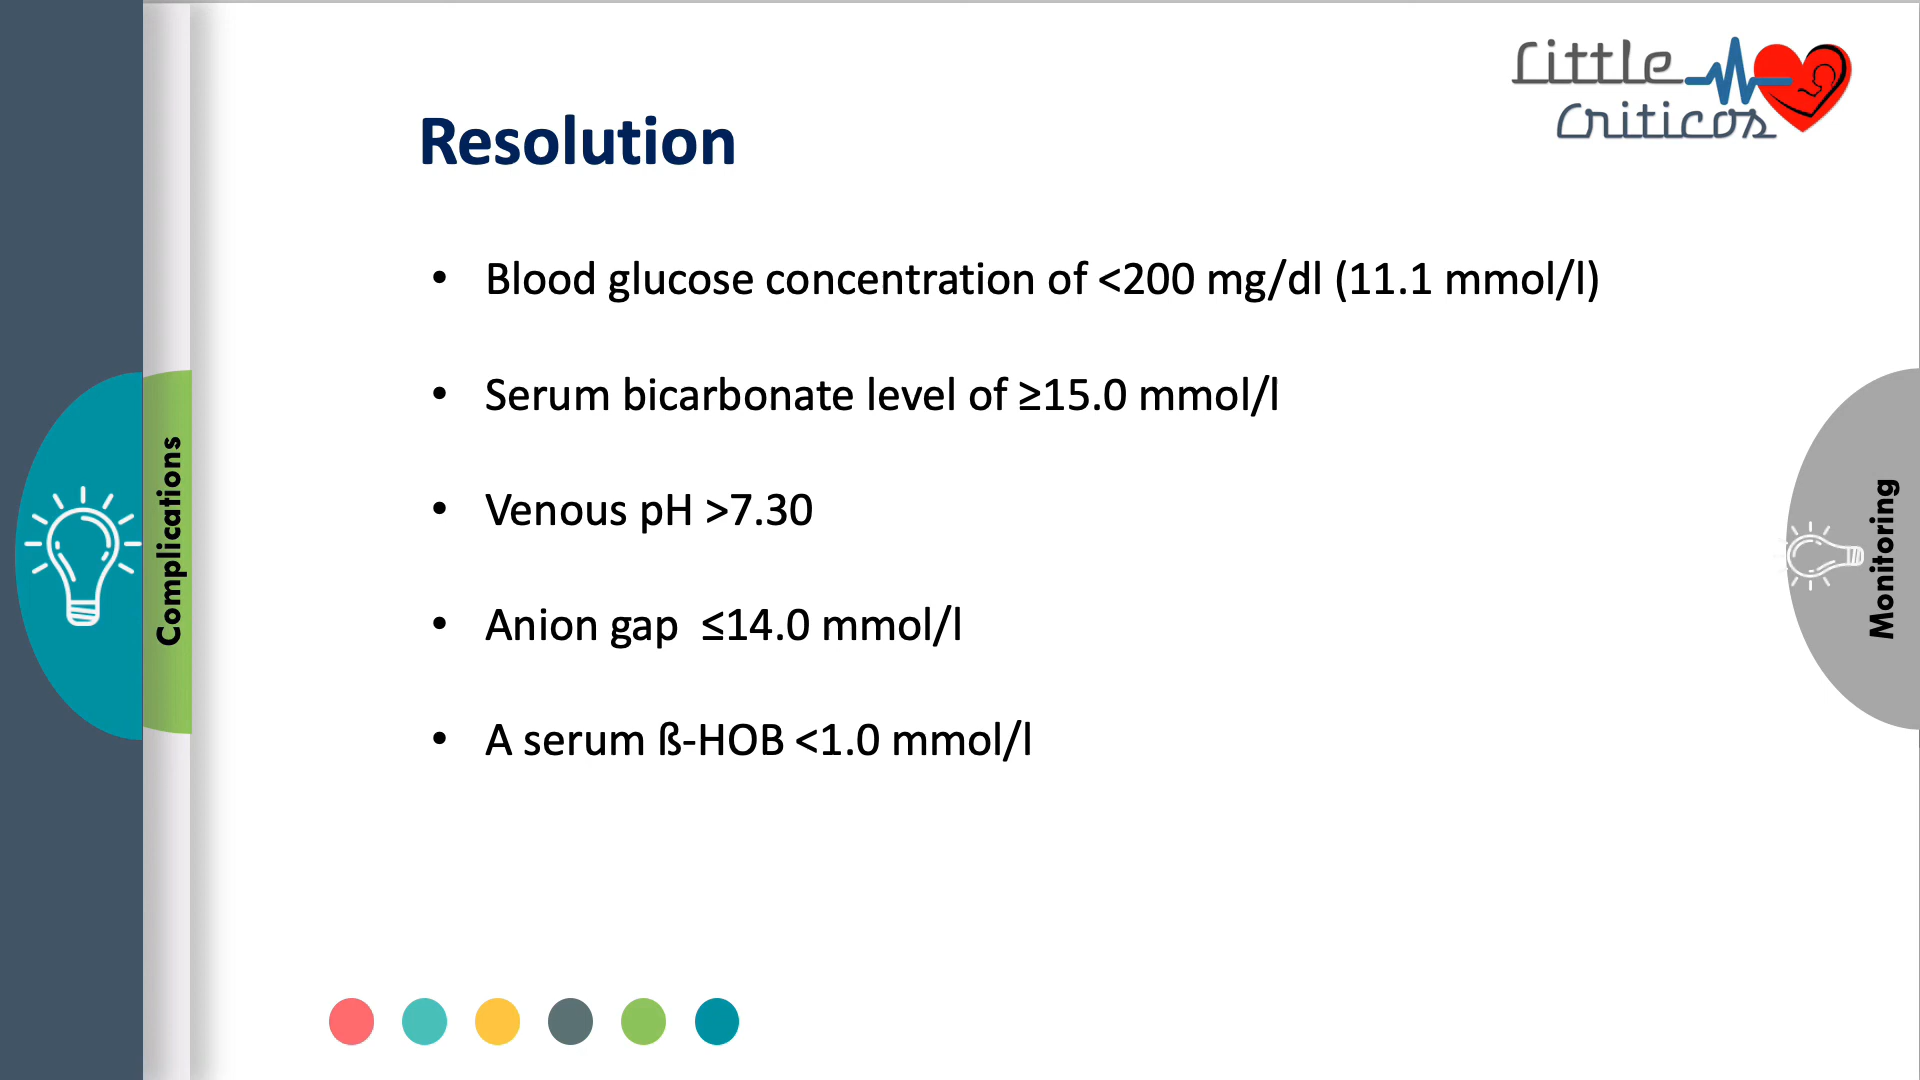 Little
Criticos
Resolution
• Blood glucose concentration of <200 mg/dl (11.1 mmol/l)
• Serum bicarbonate level of ≥15.0 mmol/l
• Venous pH >7.30
• Anion gap ≤14.0 mmol/l
• A serum ß-HOB <1.0 mmol/l
Complications
Monitoring